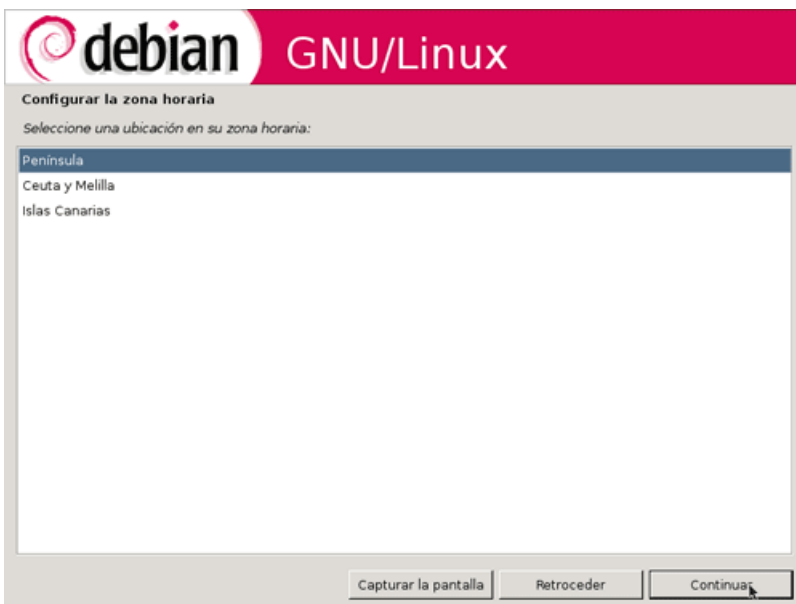 debian GNU/Linux
Configurar la zona horaria
Seleccione una ubicación en su zona horaria:
Península
Ceuta y Melilla
Islas Canarias
Capturar la pantalla Retroceder Continuar